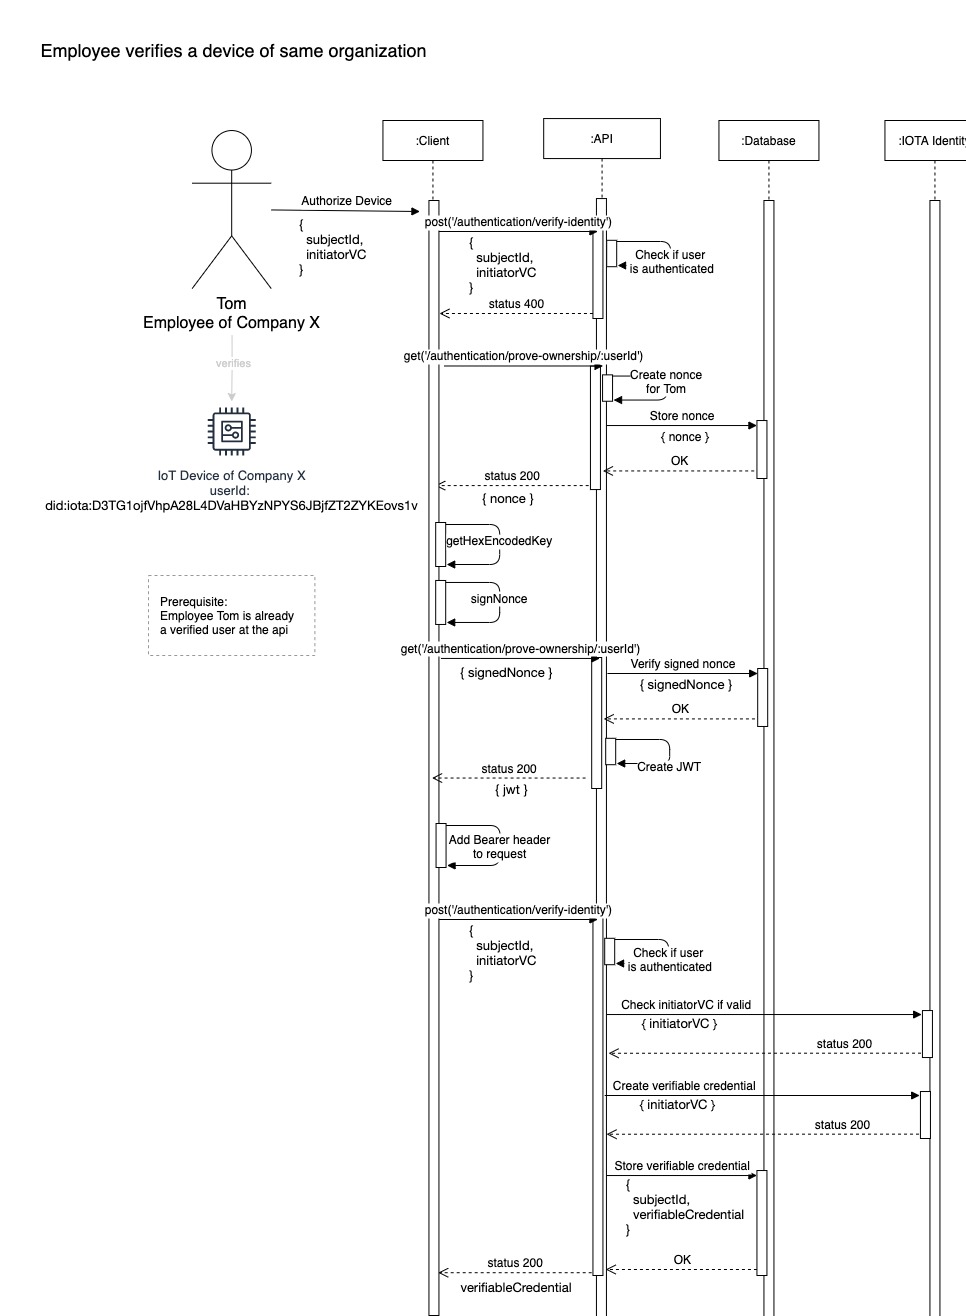 Employee verifies a device of same organization
:Client
:API
:Database
:IOTA Identity
Authorize Device
{
subjectId,
initiatorVC
}
post('/authentication/verify-identity')
{
subjectId,
initiatorVC
}
Check if user
is authenticated
status 400
Tom
Employee of Company X
verifies
IoT Device of Company X
userId:
did:iota:D3TG1ojfVhpA28L4DVaHBYzNPYS6JBjfZT2ZYKEovs1v
Prerequisite:
Employee Tom is already
a verified user at the api
get('/authentication/prove-ownership/:userId')
Create nonce
for Tom
Store nonce
{ nonce }
OK
status 200
{ nonce }
getHexEncodedKey
signNonce
get('/authentication/prove-ownership/:userId')
{ signedNonce }
Verify signed nonce
{ signedNonce }
OK
Create JWT
status 200
{ jwt }
Add Bearer header
to request
post('/authentication/verify-identity')
{
subjectId,
initiatorVC
}
Check if user
is authenticated
Check initiatorVC if valid
{ initiatorVC }
status 200
Create verifiable credential
{ initiatorVC }
status 200
Store verifiable credential
{
subjectId,
verifiableCredential
}
OK
status 200
verifiableCredential